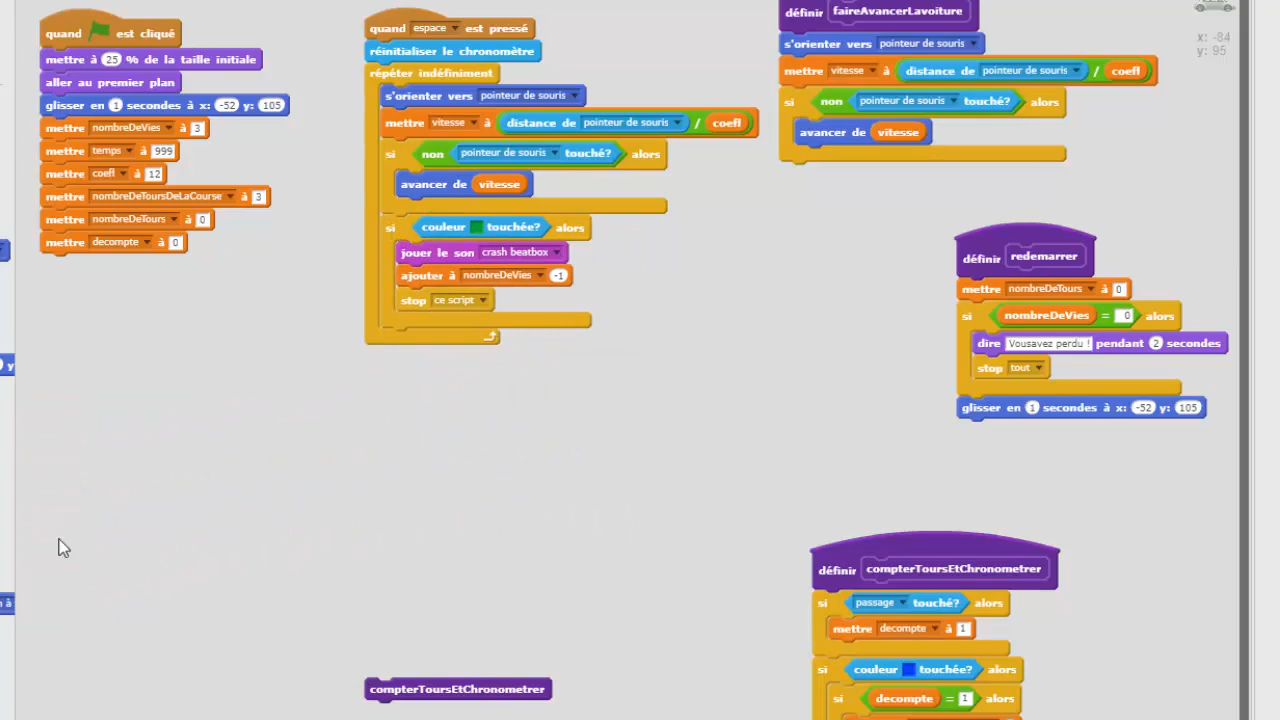 quand est cliqué
mettre à 25 % de la taille initiale
aller au premier plan
glisser en 1 secondes à x: -52 y: 105
mettre nombreDeVies à 3
mettre temps à 999
mettre coeff à 12
mettre nombreDeToursDeLaCourse à 3
mettre nombreDeTours à 0
mettre decompte à 0
quand espace est pressé
réinitialiser le chronomètre
répéter indéfiniment
s'orienter vers pointeur de souris
mettre vitesse à distance de pointeur de souris / coeff
si non pointeur de souris touché? alors
avancer de vitesse
si couleur touchée? alors
jouer le son crash beatbox
ajouter à nombreDeVies -1
stop ce script
compterToursEtChronometrer
définir faireAvancerLavoiture
s'orienter vers pointeur de souris
mettre vitesse à distance de pointeur de souris / coeff
si non pointeur de souris touché? alors
avancer de vitesse
définir redemarrer
mettre nombreDeTours à 0
si nombreDeVies = 0 alors
dire Vousavez perdu ! pendant 2 secondes
stop tout
glisser en 1 secondes à x: -52 y: 105
définir compterToursEtChronometrer
si passage touché? alors
mettre decompte à 1
si couleur touchée? alors
si decompte = 1 alors
x: -84
y: 95
y
n à